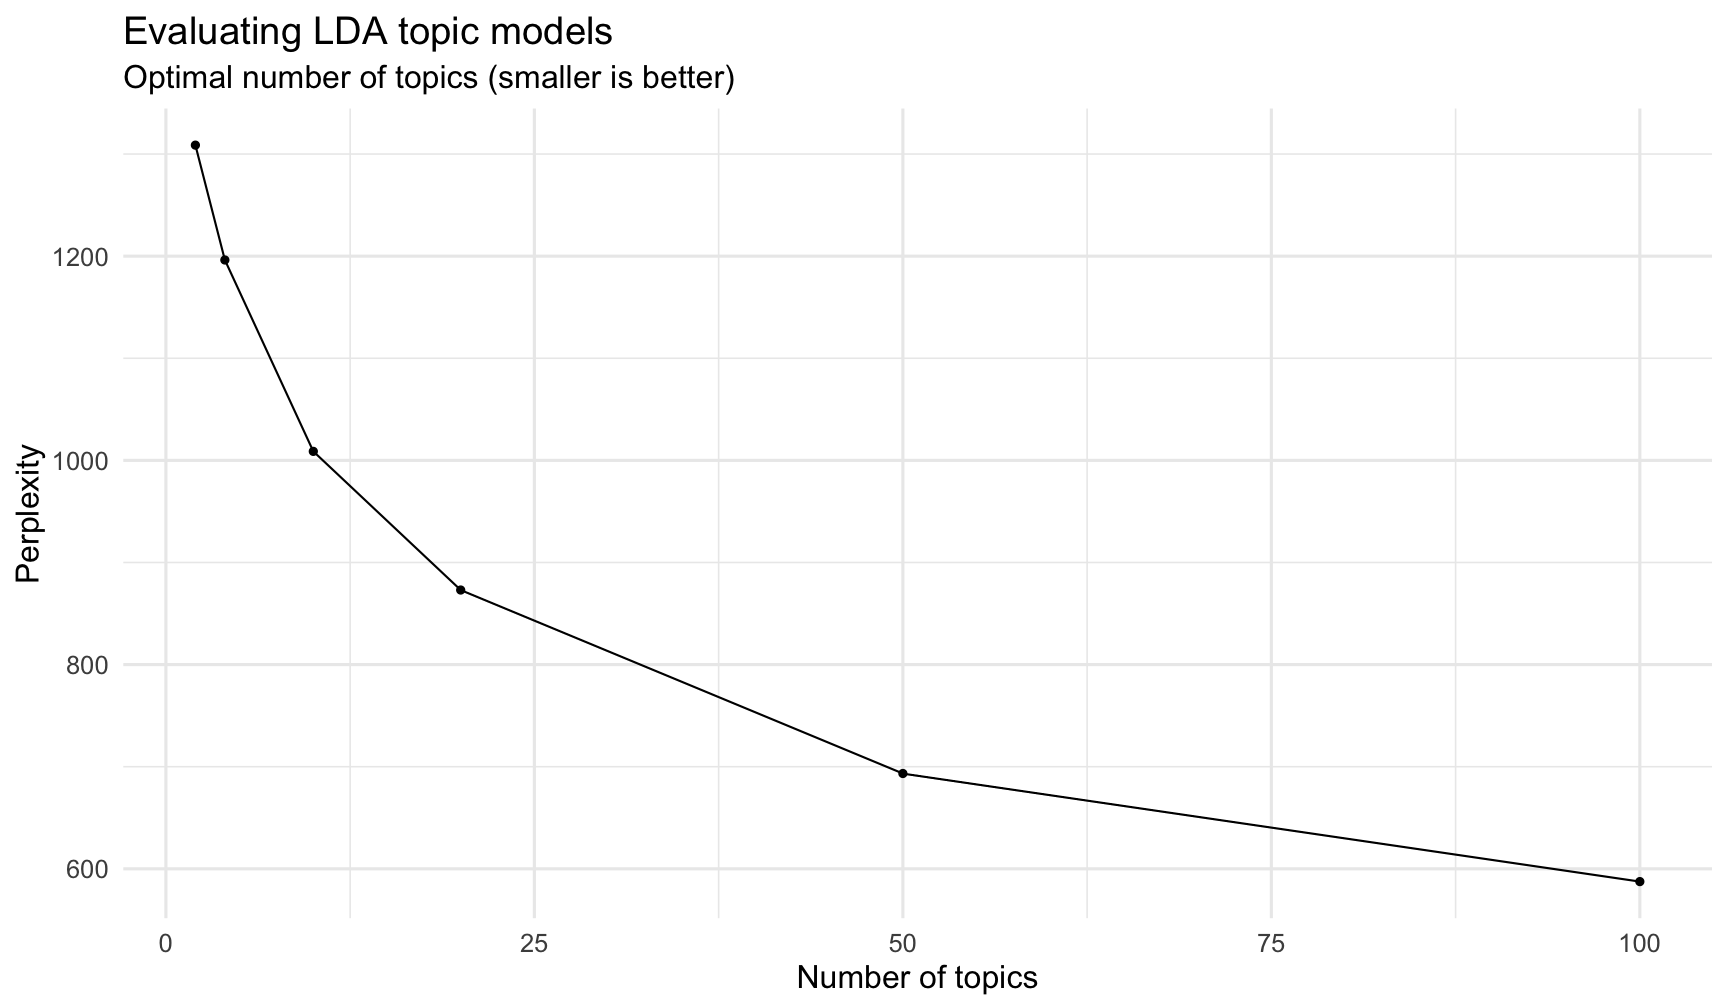 Evaluating LDA topic models
Optimal number of topics (smaller is better)
1200
1000
800
600
Perplexity
0 25 50 75 100
Number of topics